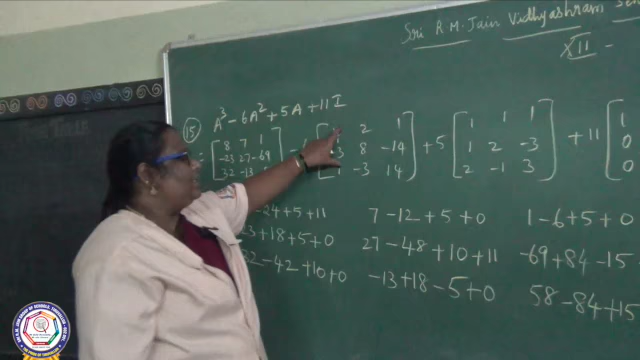 Sri R.M. Jain Vidhyashram
XII -
15 A³ - 6A² + 5A + 11 I
8 7 1 2 1 1 1 1 1
-23 27 -69 3 8 -14 + 5 1 2 -3 + 11 0
32 -13 -3 14 2 -1 3 0
-24+5+11 7-12+5+0 1-6+5+0
+18+5+0 27-48+10+11 -69+84-15
-42+10+0 -13+18-5+0 58-84+15